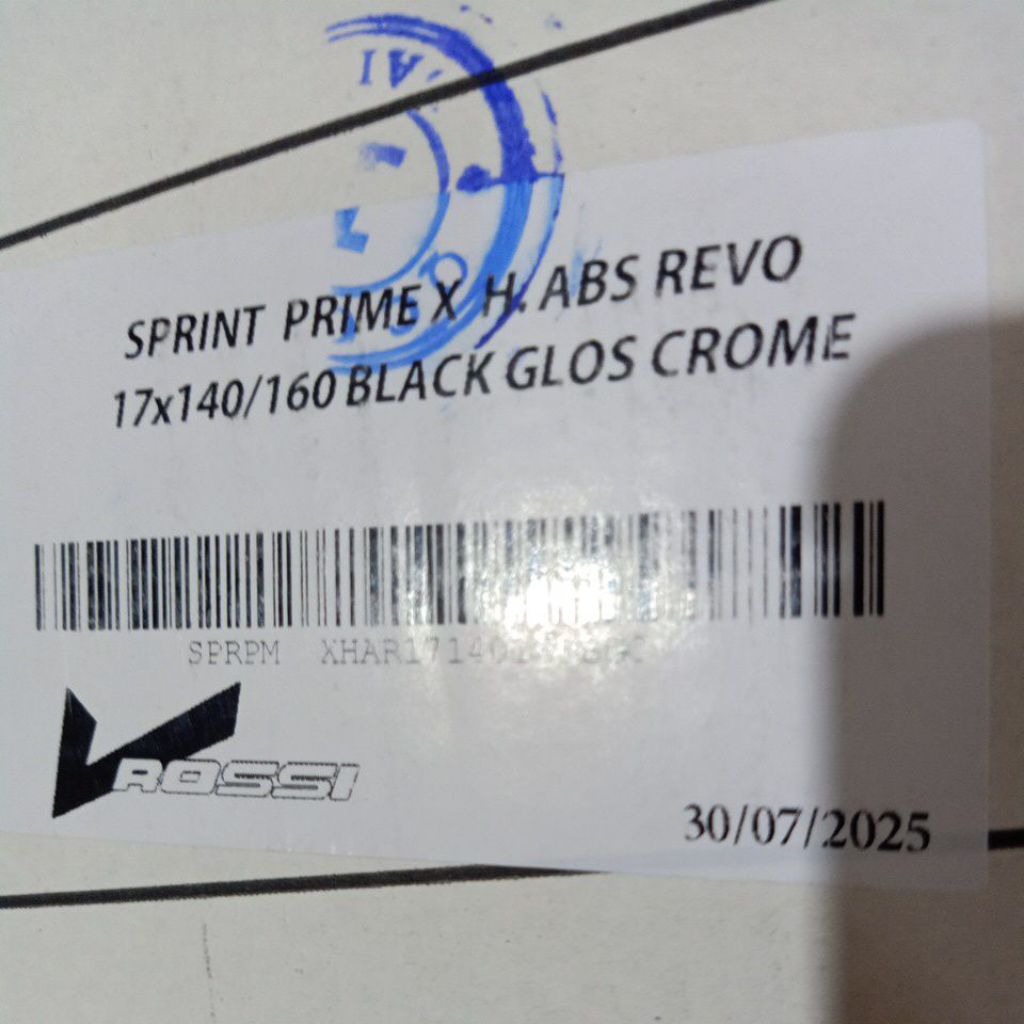 SPRINT PRIME X H. ABS REVO
17x140/160 BLACK GLOS CROME
SPRPM
ROSSI
30/07/2025